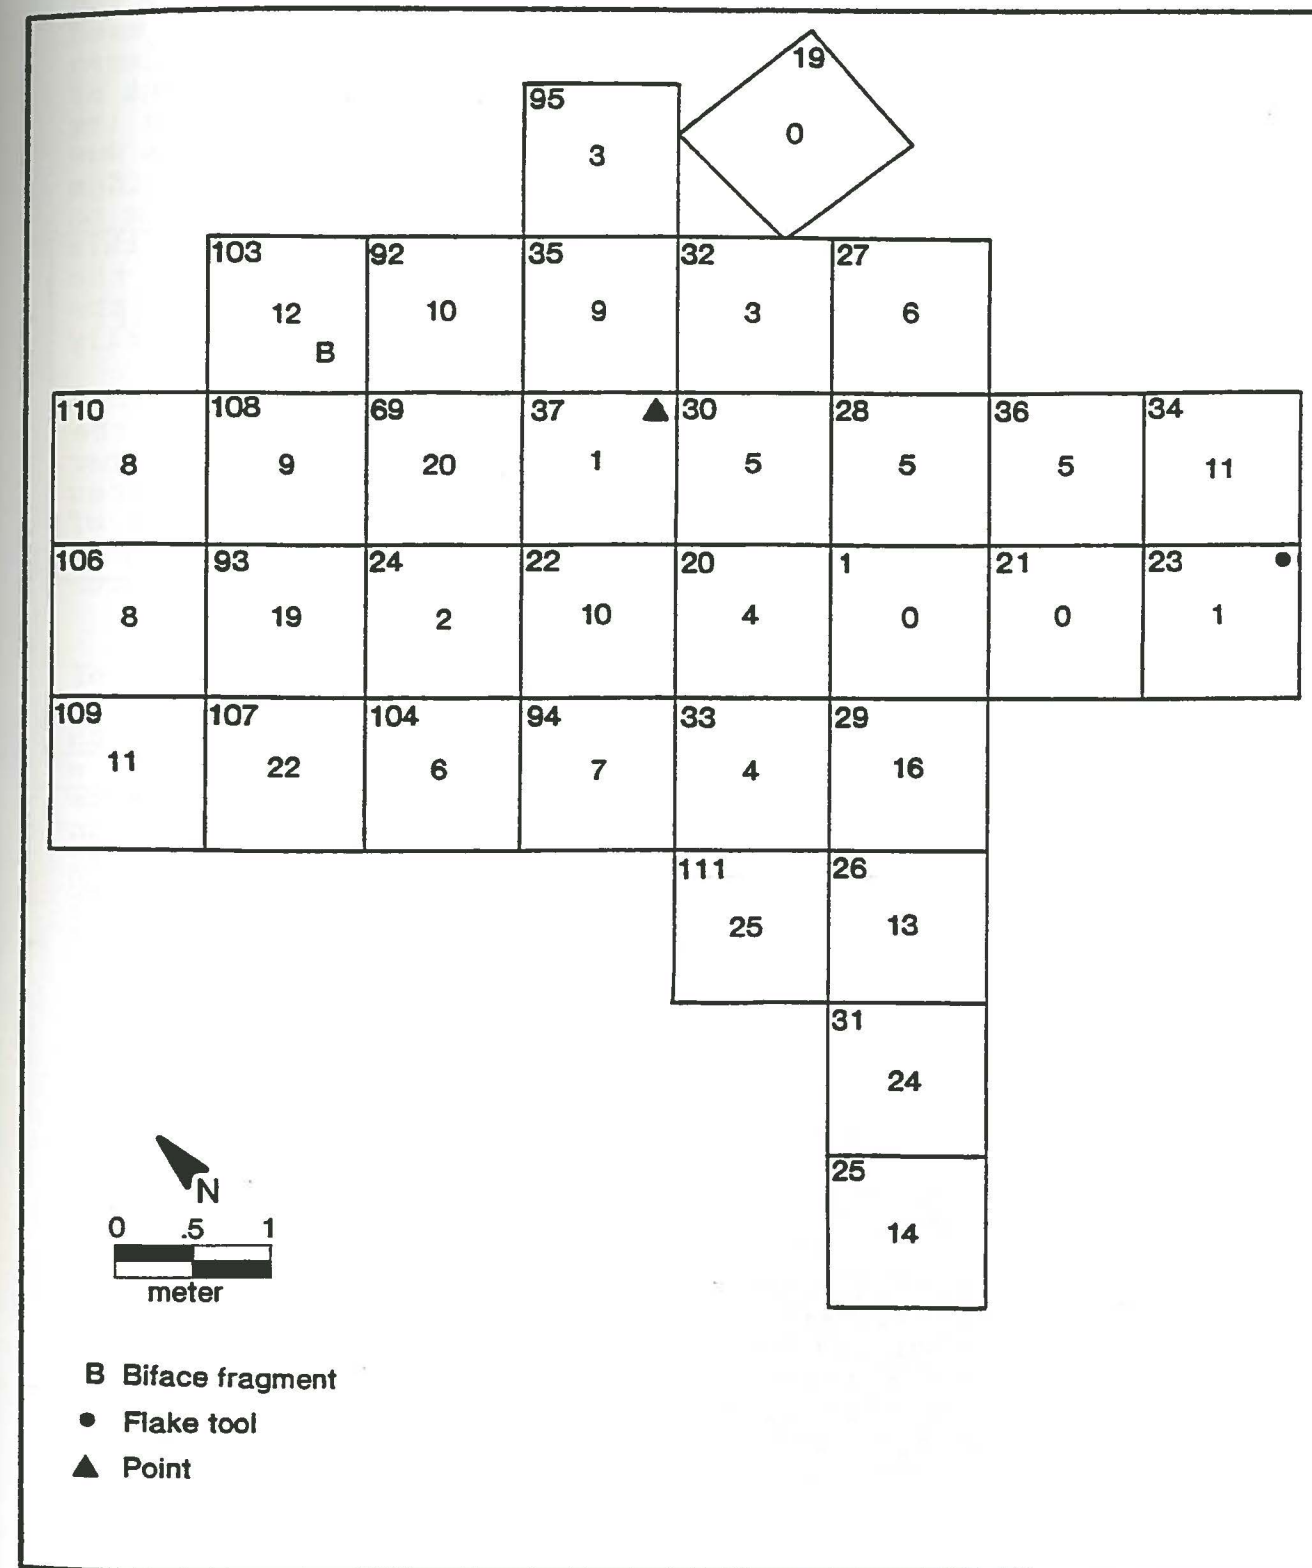 19
95
0
3
103 92 35 32 27
12 10 9 3 6
B
110 108 69 37 30 28 36 34
8 9 20 1 5 5 5 11
106 93 24 22 20 1 21 23
8 19 2 10 4 0 0 1
109 107 104 94 33 29
11 22 6 7 4 16
111 26
25 13
31
24
25
14
N
0 .5 1
meter
B Biface fragment
Flake tool
Point